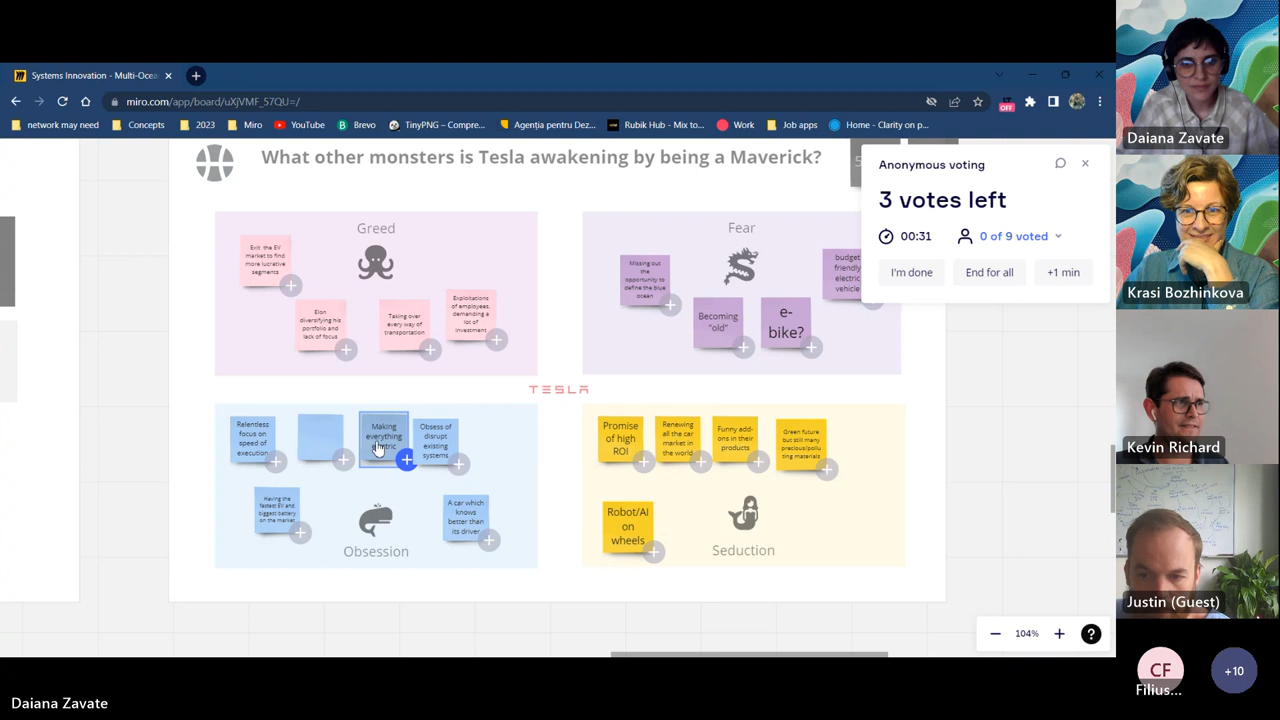 Systems Innovation - Multi-Ocea
miro.com/app/board/uXjVMF_57QU=/
OFF
network may need
Concepts
2023
Miro
YouTube
Brevo
TinyPNG – Compre...
Agenția pentru Dez...
Rubik Hub - Mix to...
Work
Job apps
Home - Clarity on p...
What other monsters is Tesla awakening by being a Maverick?
5
Anonymous voting
3 votes left
00:31
0 of 9 voted
I'm done
End for all
+1 min
Greed
Exit the EV
market to find
more lucrative
segments
Elon
diversifying his
portfolio and
lack of focus
Taking over
every way of
transportation
Exploitations
of employees,
demanding a
lot of
investment
Fear
Missing out
the
opportunity to
define the blue
ocean
Becoming
"old"
e-
bike?
budget
friendly
electric
vehicle
TESLA
Relentless
focus on
speed of
execution
Making
everything
Obsess of
disrupt
existing
systems
Having the
fastest EV and
biggest battery
on the market
A car which
knows
better than
its driver
Obsession
Promise
of high
ROI
Renewing
all the car
market in
the world
Funny add-
ons in their
products
Green future
but still many
precious/pollu
ting materials
Robot/AI
on
wheels
Seduction
104%
?
Daiana Zavate
Krasi Bozhinkova
Kevin Richard
Justin (Guest)
CF
Filius...
+10
Daiana Zavate